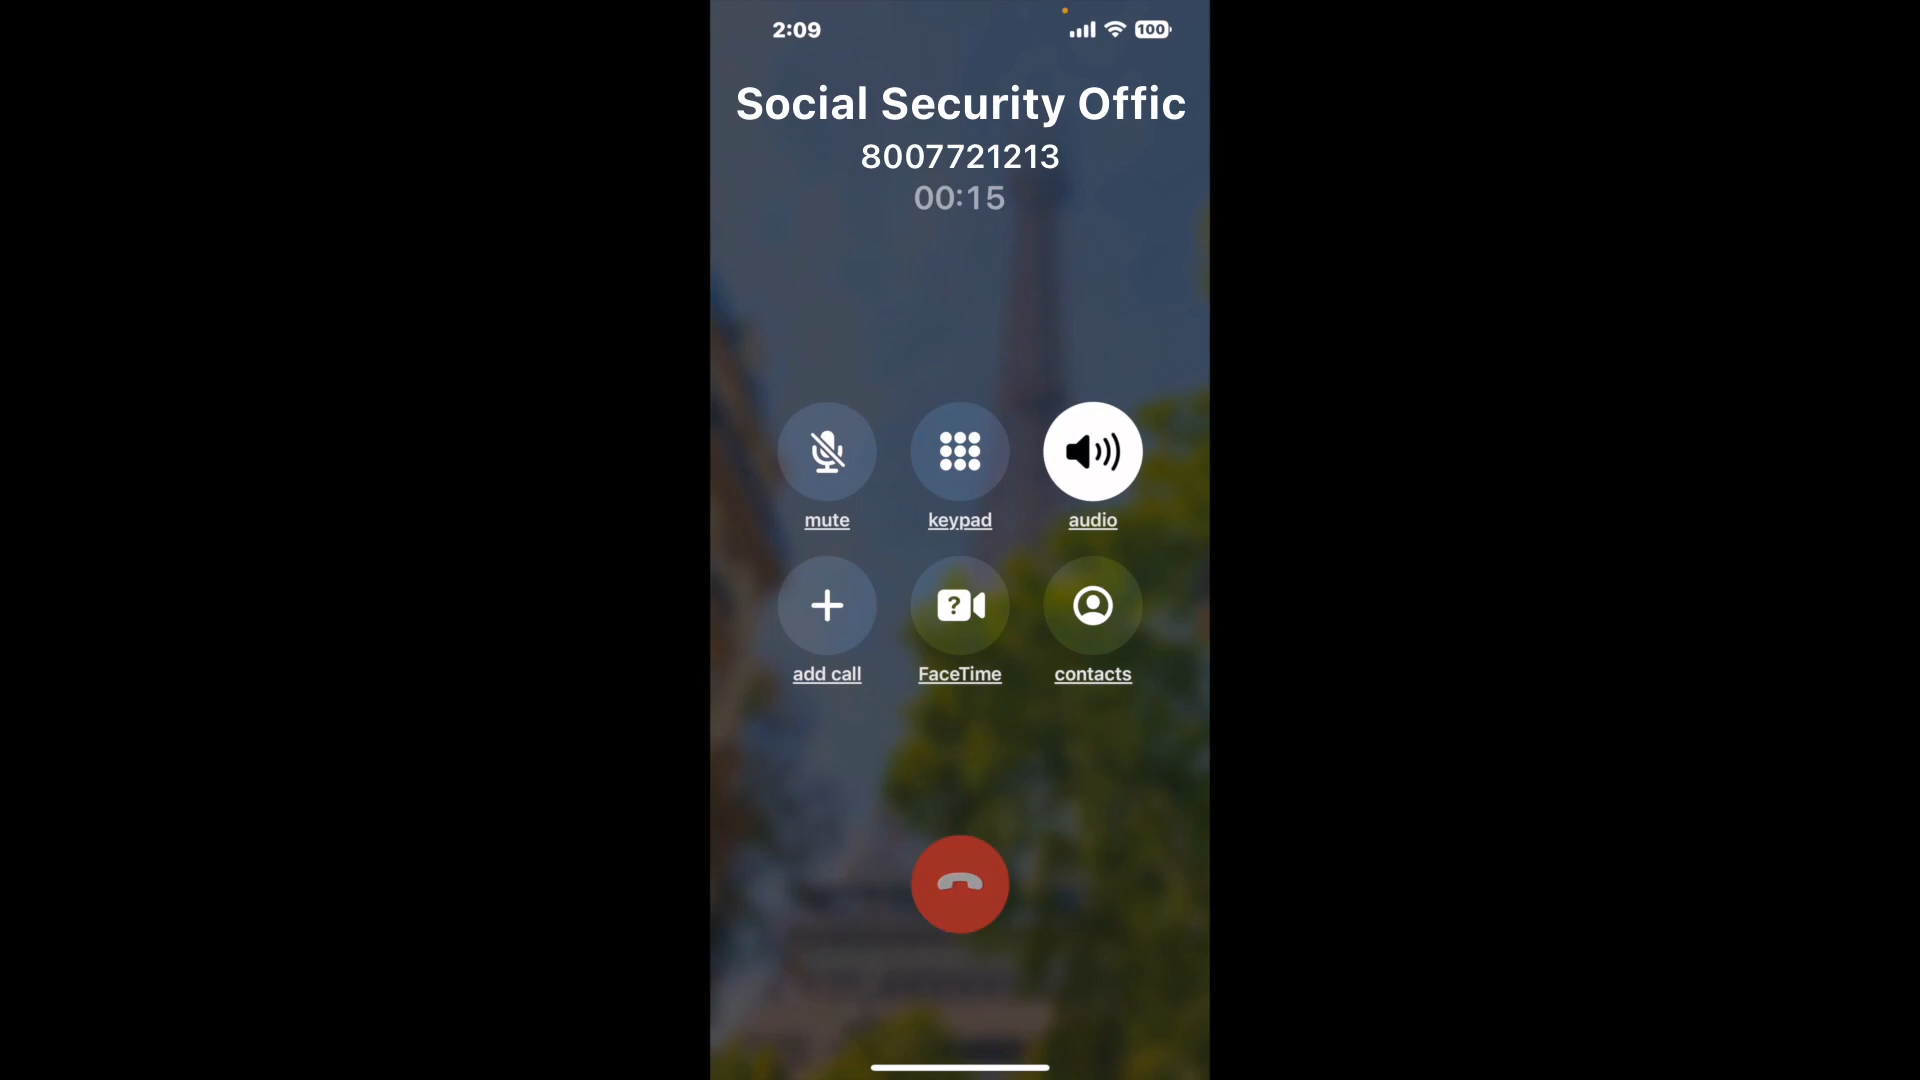 2:09
100
Social Security Offic
8007721213
00:15
mute
keypad
audio
?
add call
FaceTime
contacts